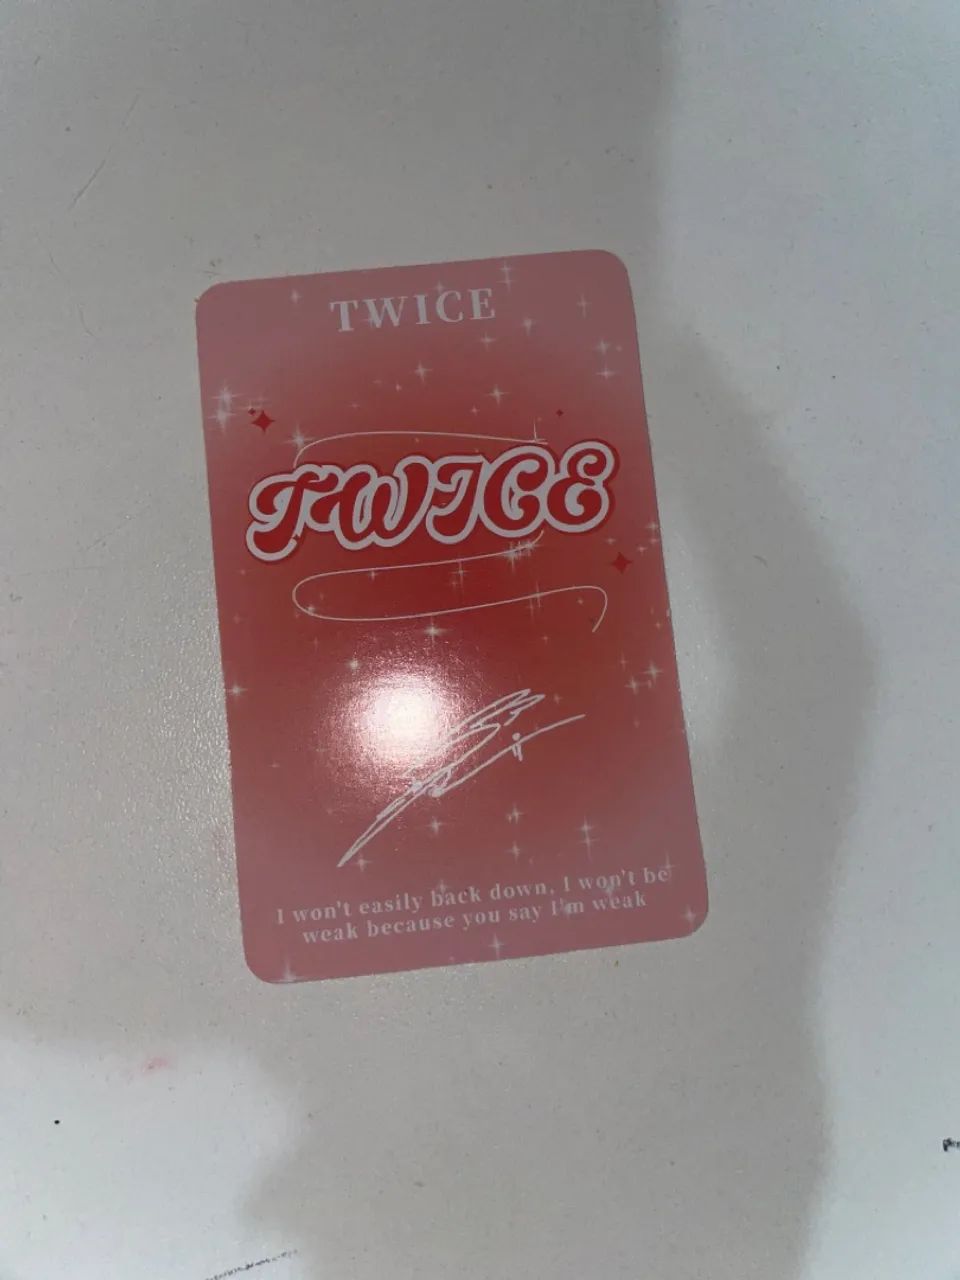 TWICE
TWICE
I won't easily back down, I won't be
weak because you say I'm weak